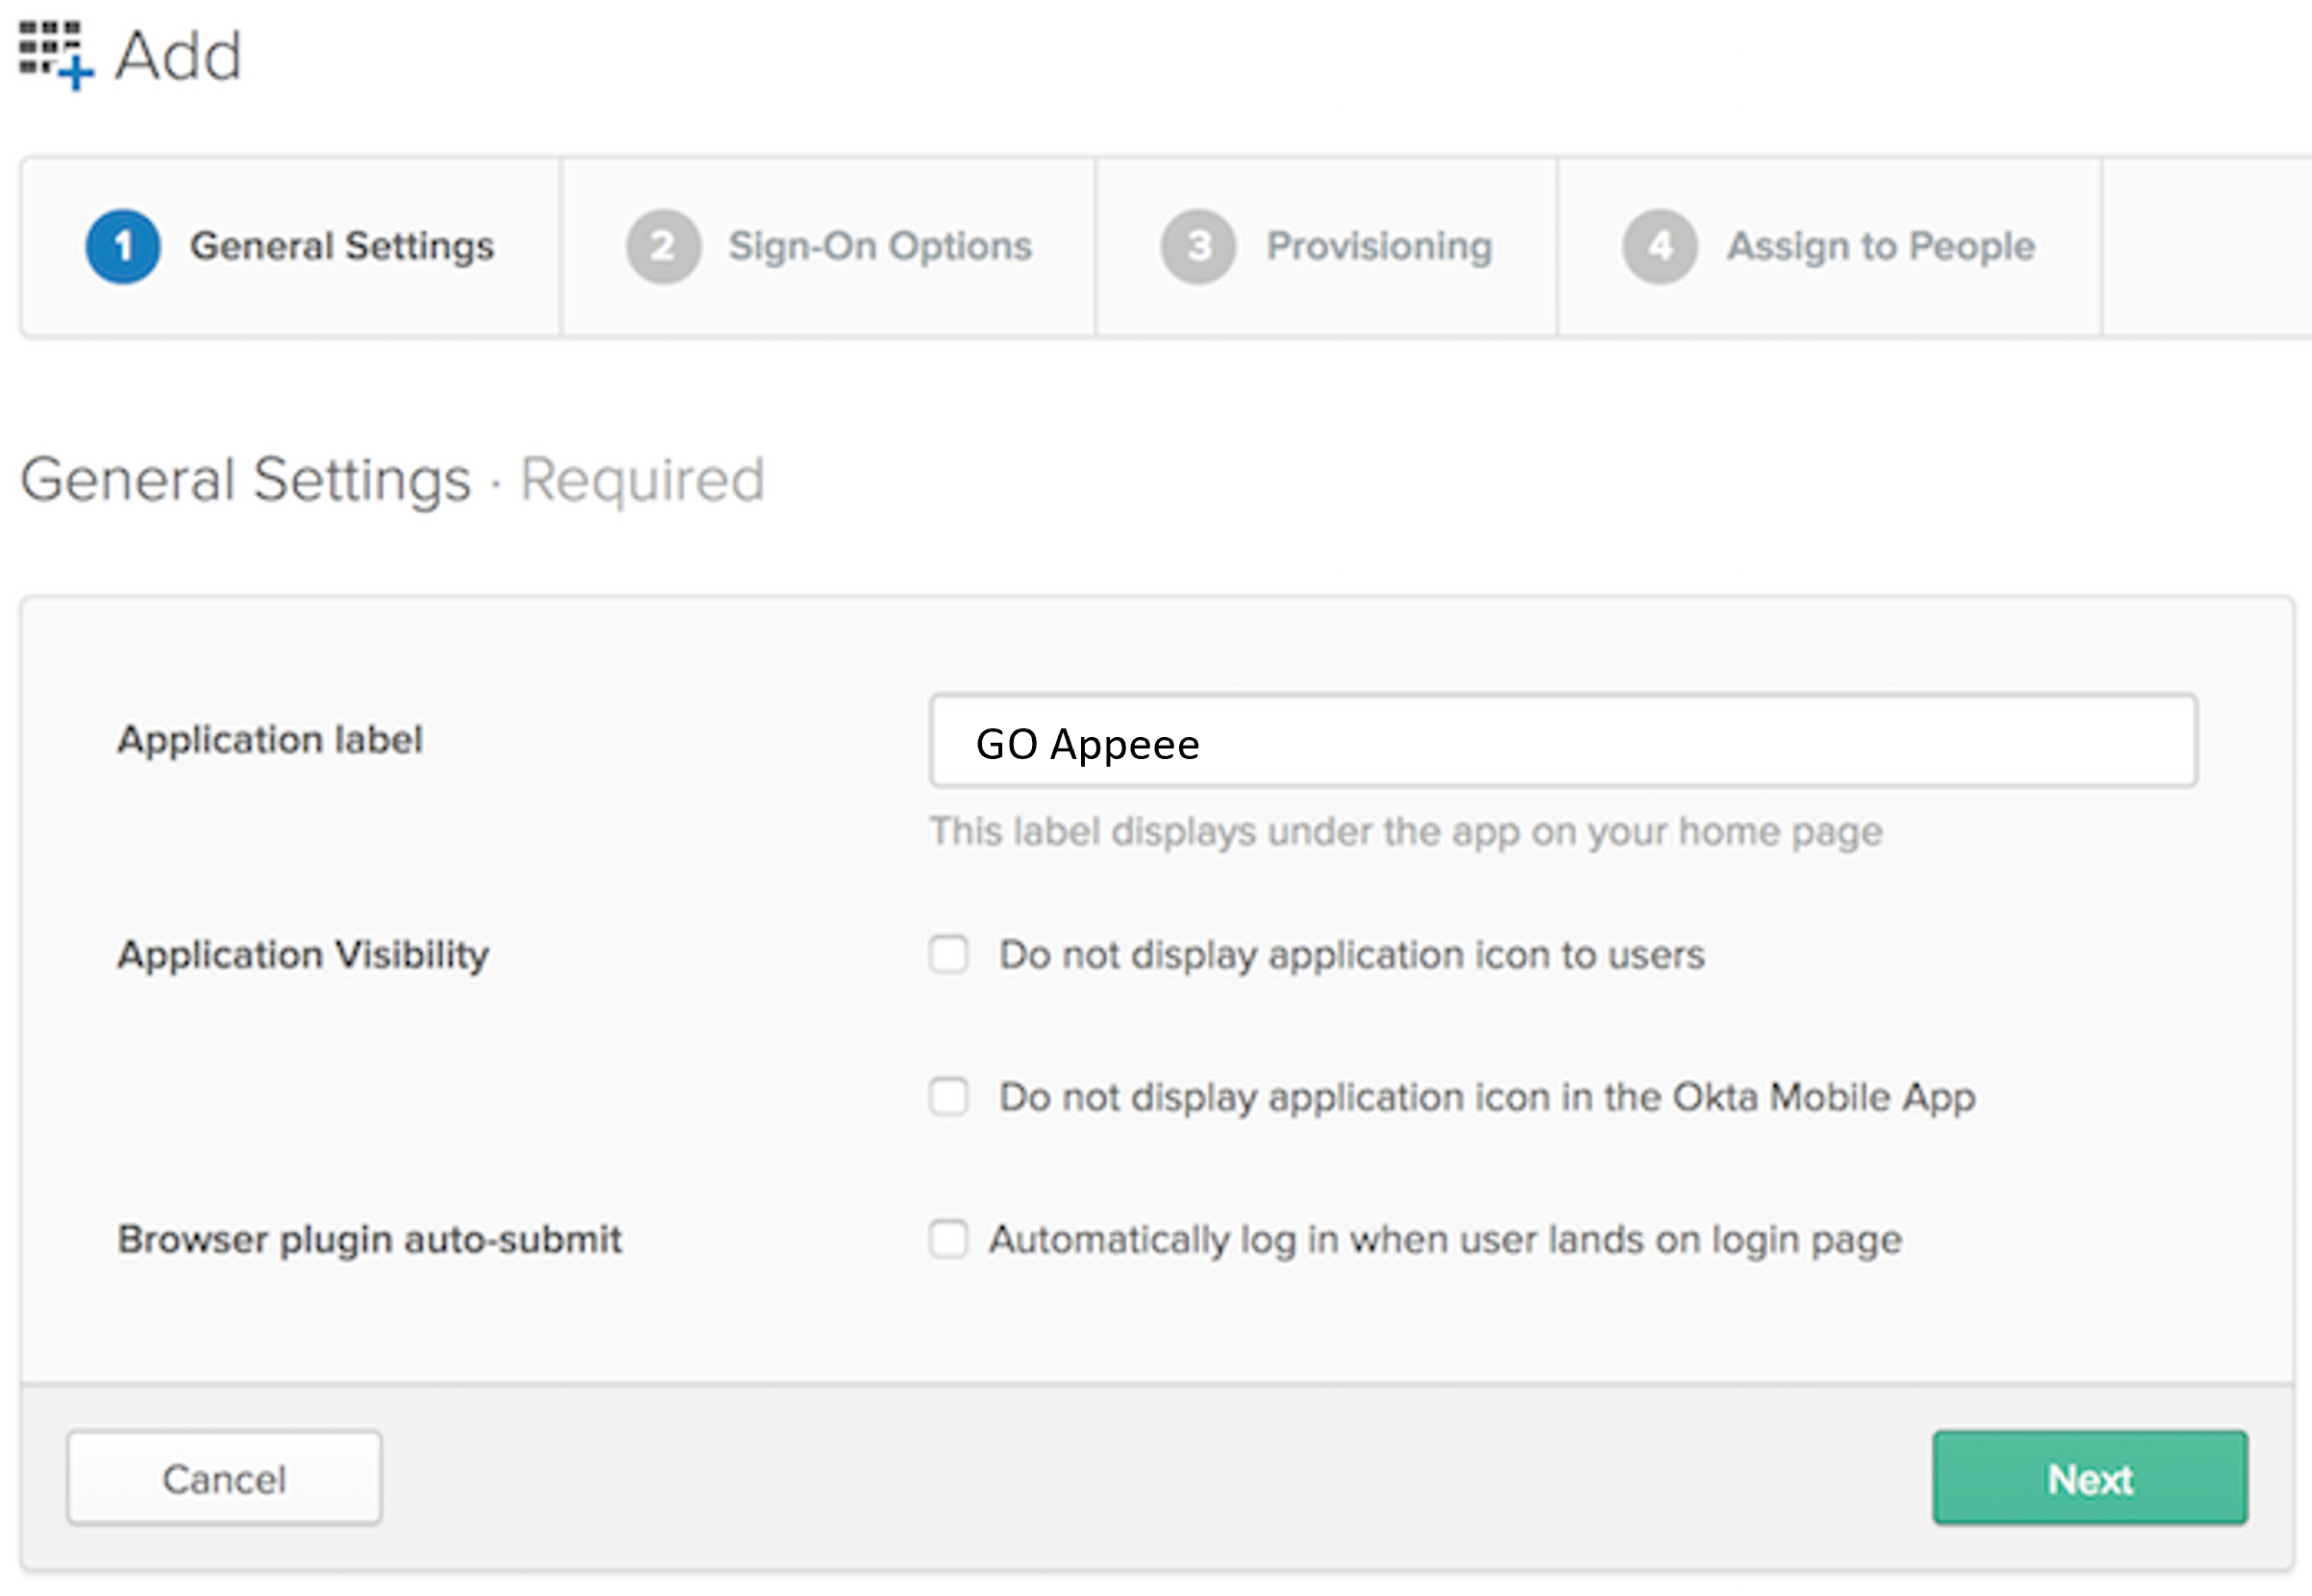 Add
1 General Settings 2 Sign-On Options 3 Provisioning 4 Assign to People
General Settings · Required
Application label GO Appeee
This label displays under the app on your home page
Application Visibility Do not display application icon to users
Do not display application icon in the Okta Mobile App
Browser plugin auto-submit Automatically log in when user lands on login page
Cancel Next